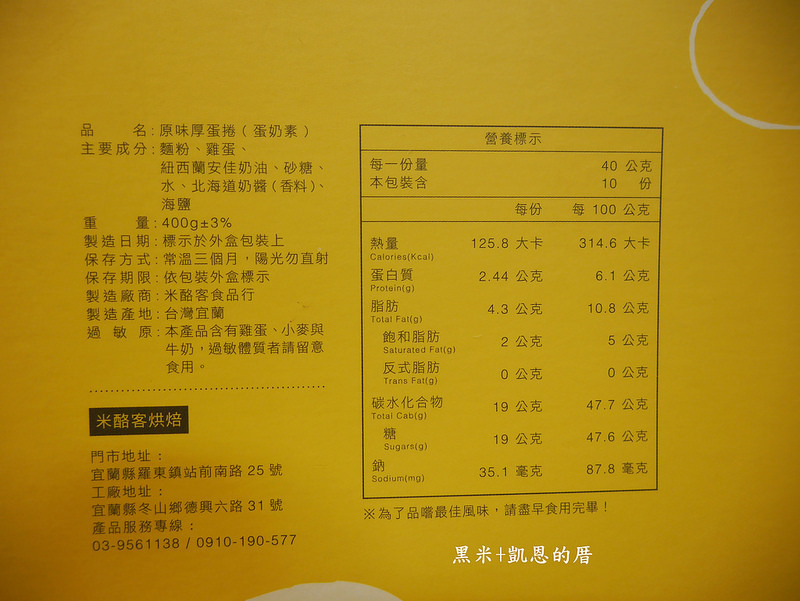 品　　名：原味厚蛋捲（蛋奶素）
主要成分：麵粉、雞蛋、
紐西蘭安佳奶油、砂糖、
水、北海道奶醬（香料）、
海鹽
重　　量：400g±3%
製造日期：標示於外盒包裝上
保存方式：常溫三個月，陽光勿直射
保存期限：依包裝外盒標示
製造廠商：米酪客食品行
製造產地：台灣宜蘭
過 敏 原：本產品含有雞蛋、小麥與
牛奶，過敏體質者請留意
食用。
米酪客烘焙
門市地址：
宜蘭縣羅東鎮站前南路 25 號
工廠地址：
宜蘭縣冬山鄉德興六路 31 號
產品服務專線：
03-9561138 / 0910-190-577
營養標示
每一份量 40 公克
本包裝含 10 份
每份 每 100 公克
熱量 125.8 大卡 314.6 大卡
Calories(Kcal)
蛋白質 2.44 公克 6.1 公克
Protein(g)
脂肪 4.3 公克 10.8 公克
Total Fat(g)
飽和脂肪 2 公克 5 公克
Saturated Fat(g)
反式脂肪 0 公克 0 公克
Trans Fat(g)
碳水化合物 19 公克 47.7 公克
Total Cab(g)
糖 19 公克 47.6 公克
Sugars(g)
鈉 35.1 毫克 87.8 毫克
Sodium(mg)
※為了品嚐最佳風味，請盡早食用完畢！
黑米+凱恩的厝